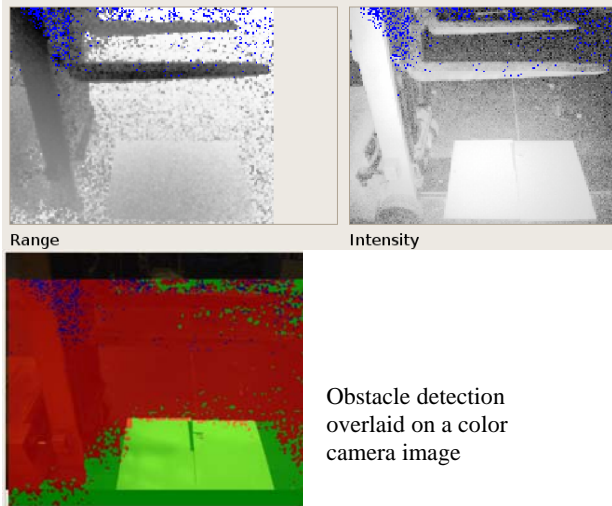 Range
Intensity
Obstacle detection
overlaid on a color
camera image